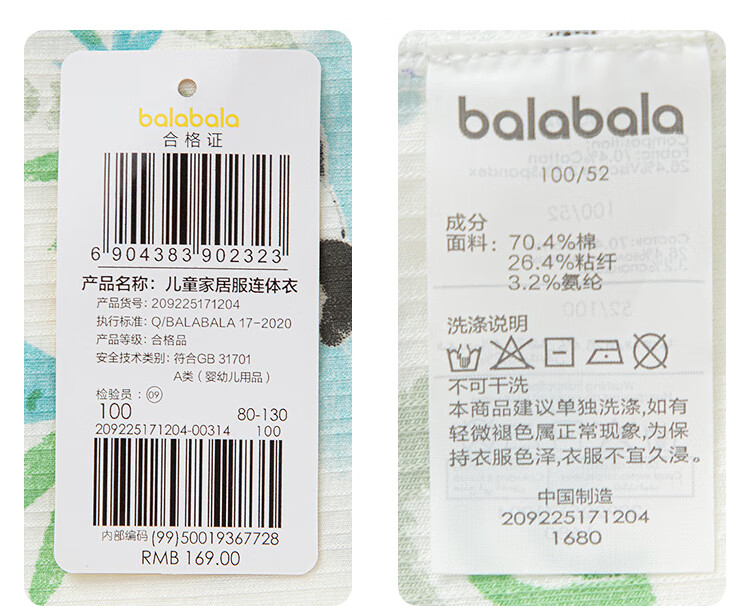 balabala
合格证
6 904383 902323
产品名称: 儿童家居服连体衣
产品货号: 209225171204
执行标准: Q/BALABALA 17-2020
产品等级: 合格品
安全技术类别: 符合GB 31701
A类（婴幼儿用品）
检验员: 09
100 80-130
209225171204-00314 100
内部编码 (99)50019367728
RMB 169.00
balabala
100/52
成分
面料: 70.4%棉
26.4%粘纤
3.2%氨纶
洗涤说明
不可干洗
本商品建议单独洗涤,如有
轻微褪色属正常现象,为保
持衣服色泽,衣服不宜久浸。
中国制造
209225171204
1680